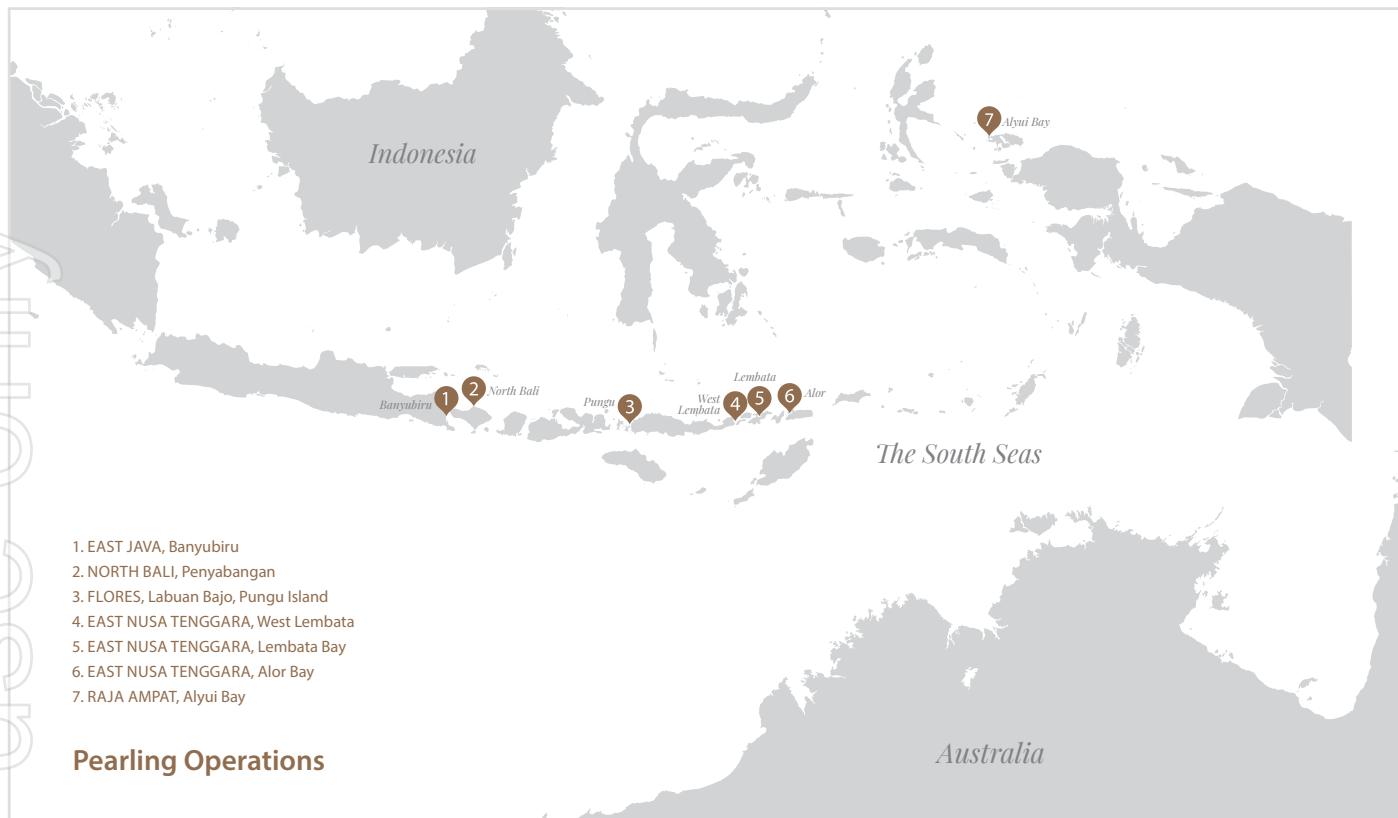 Indonesia
7
Alyui Bay
Banyubiru
1
2
North Bali
Pungu
3
West
Lembata
4
Lembata
5
6
Alor
The South Seas
1. EAST JAVA, Banyubiru
2. NORTH BALI, Penyabangan
3. FLORES, Labuan Bajo, Pungu Island
4. EAST NUSA TENGGARA, West Lembata
5. EAST NUSA TENGGARA, Lembata Bay
6. EAST NUSA TENGGARA, Alor Bay
7. RAJA AMPAT, Alyui Bay
Pearling Operations
Australia